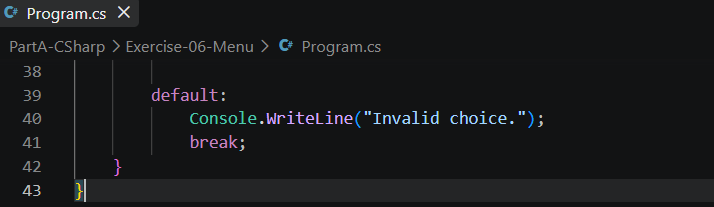 Program.cs
PartA-CSharp > Exercise-06-Menu > Program.cs
38
39 default:
40 Console.WriteLine("Invalid choice.");
41 break;
42 }
43 }